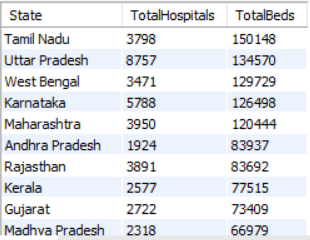 State TotalHospitals TotalBeds
Tamil Nadu 3798 150148
Uttar Pradesh 8757 134570
West Bengal 3471 129729
Karnataka 5788 126498
Maharashtra 3950 120444
Andhra Pradesh 1924 83937
Rajasthan 3891 83692
Kerala 2577 77515
Gujarat 2722 73409
Madhya Pradesh 2318 66979